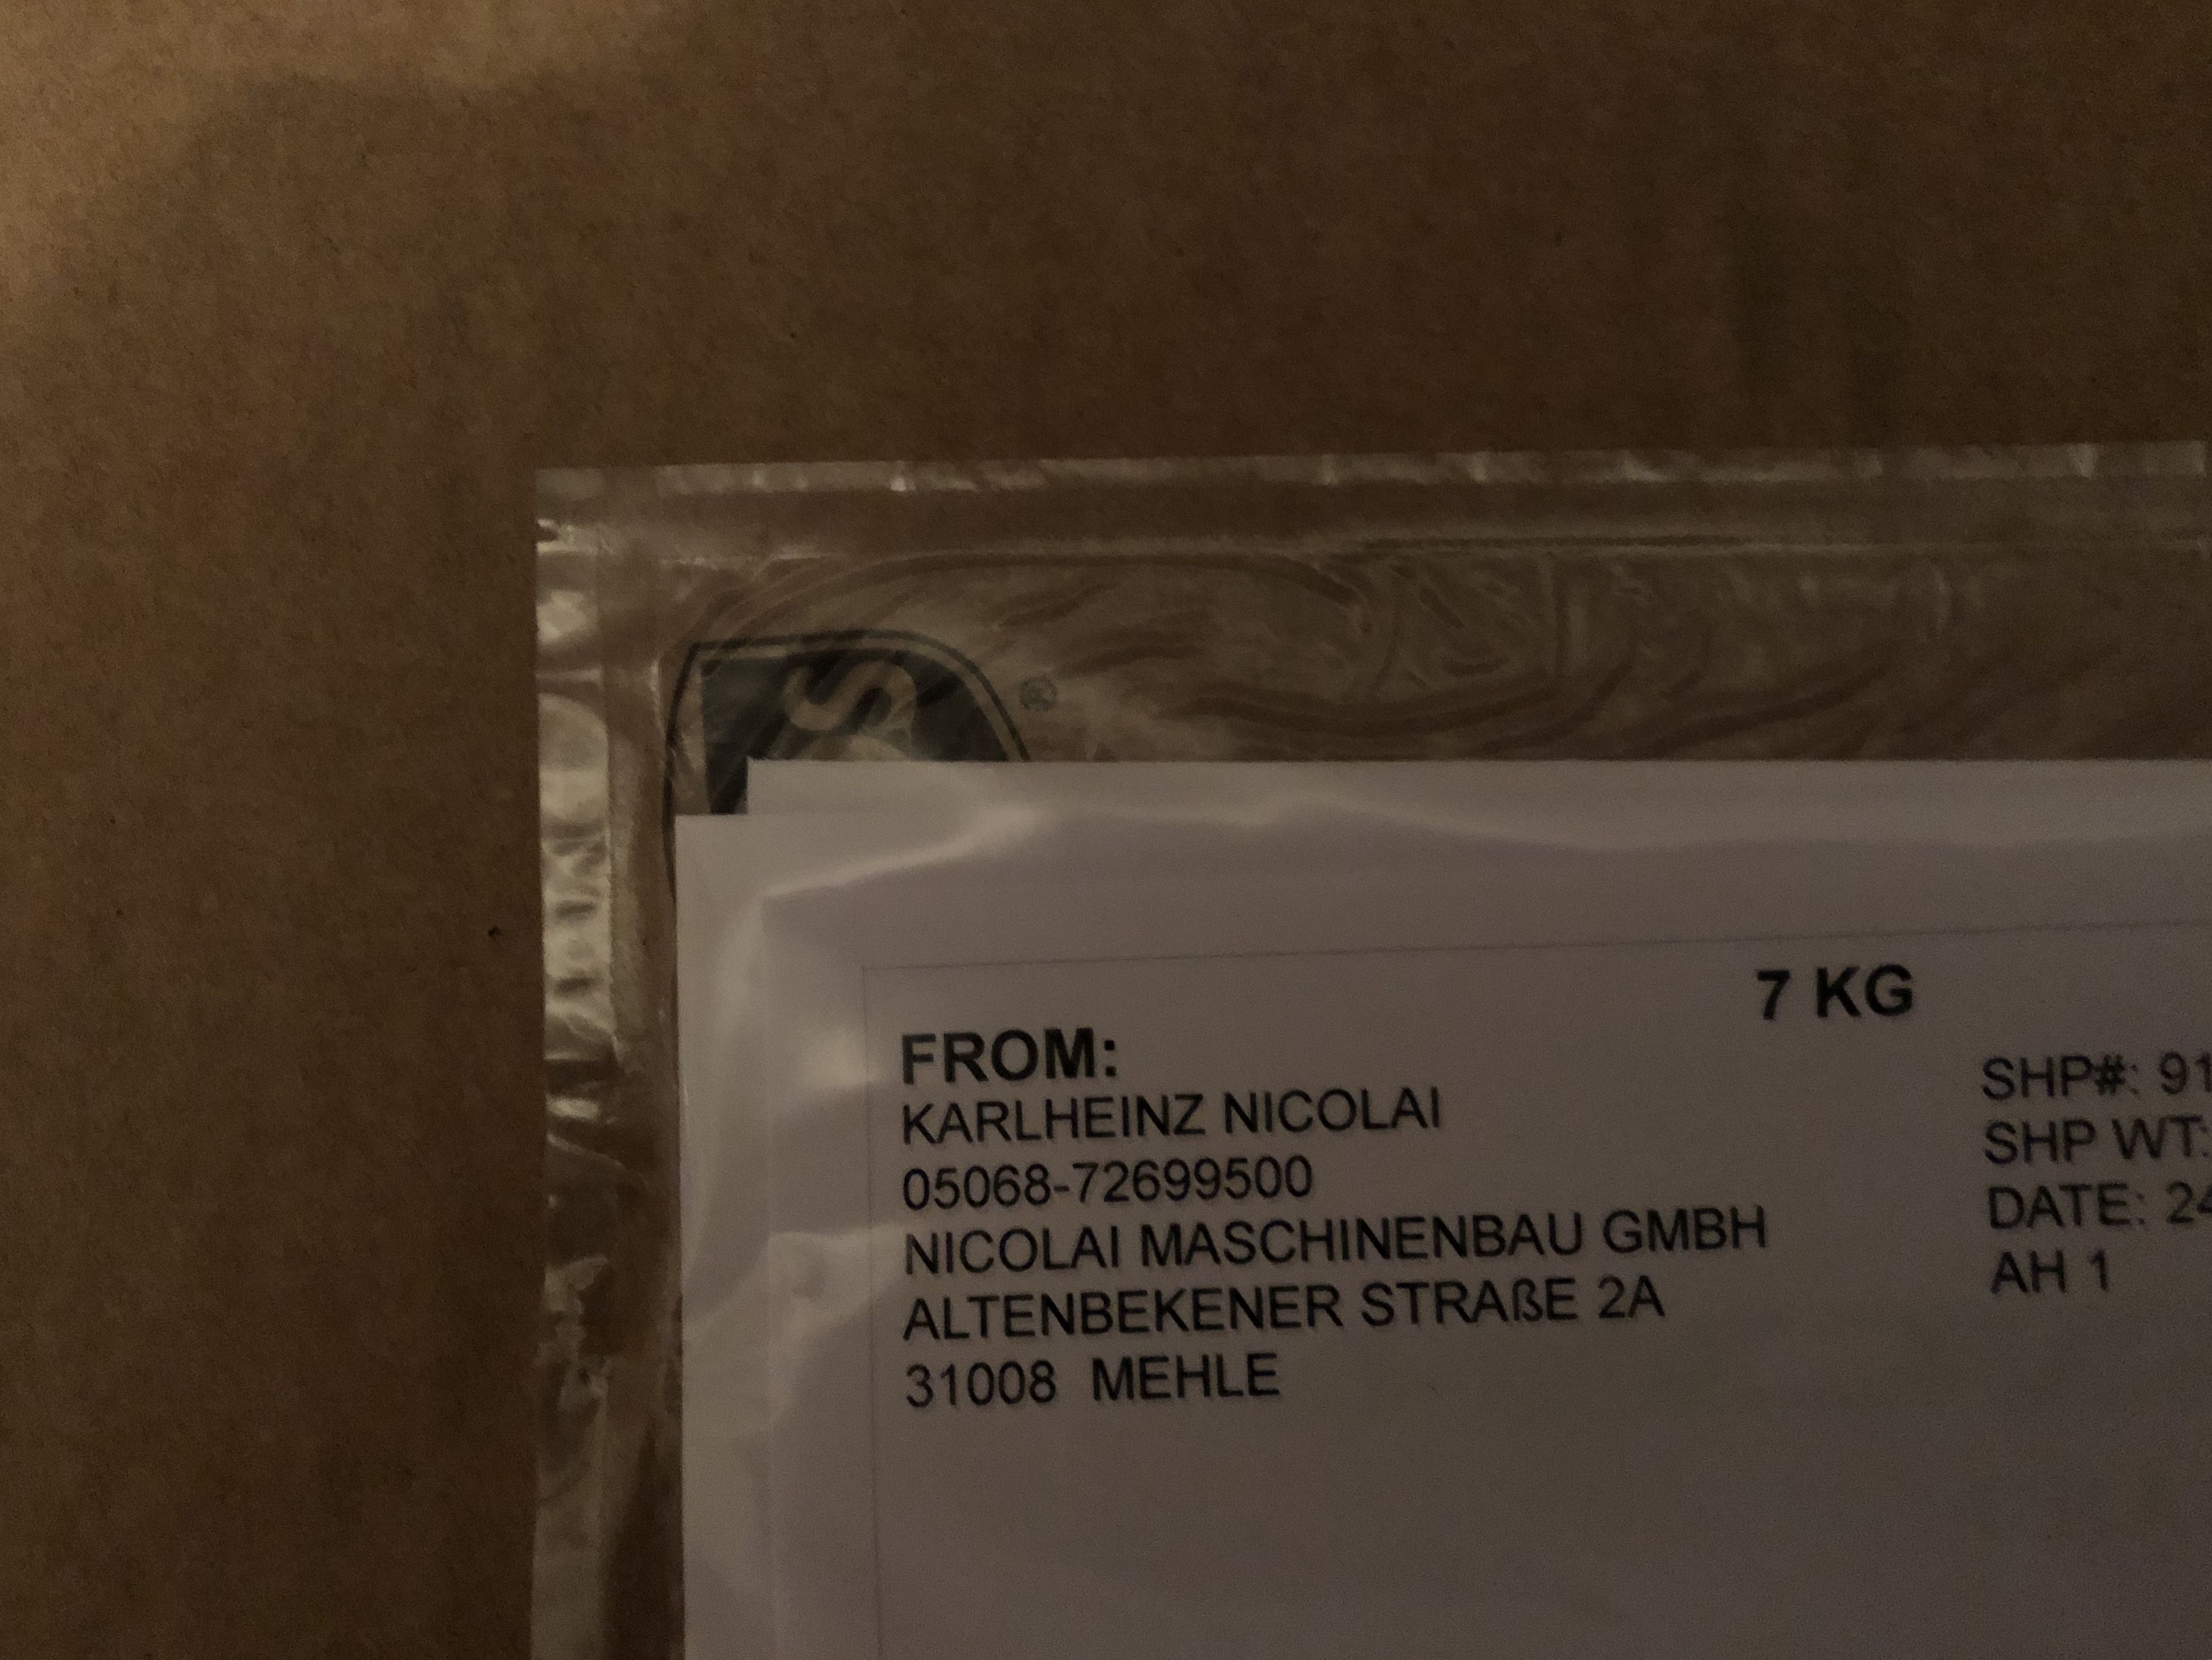 ®
7 KG
FROM:
KARLHEINZ NICOLAI
05068-72699500
NICOLAI MASCHINENBAU GMBH
ALTENBEKENER STRAßE 2A
31008 MEHLE
SHP#: 91
SHP WT:
DATE: 24
AH 1